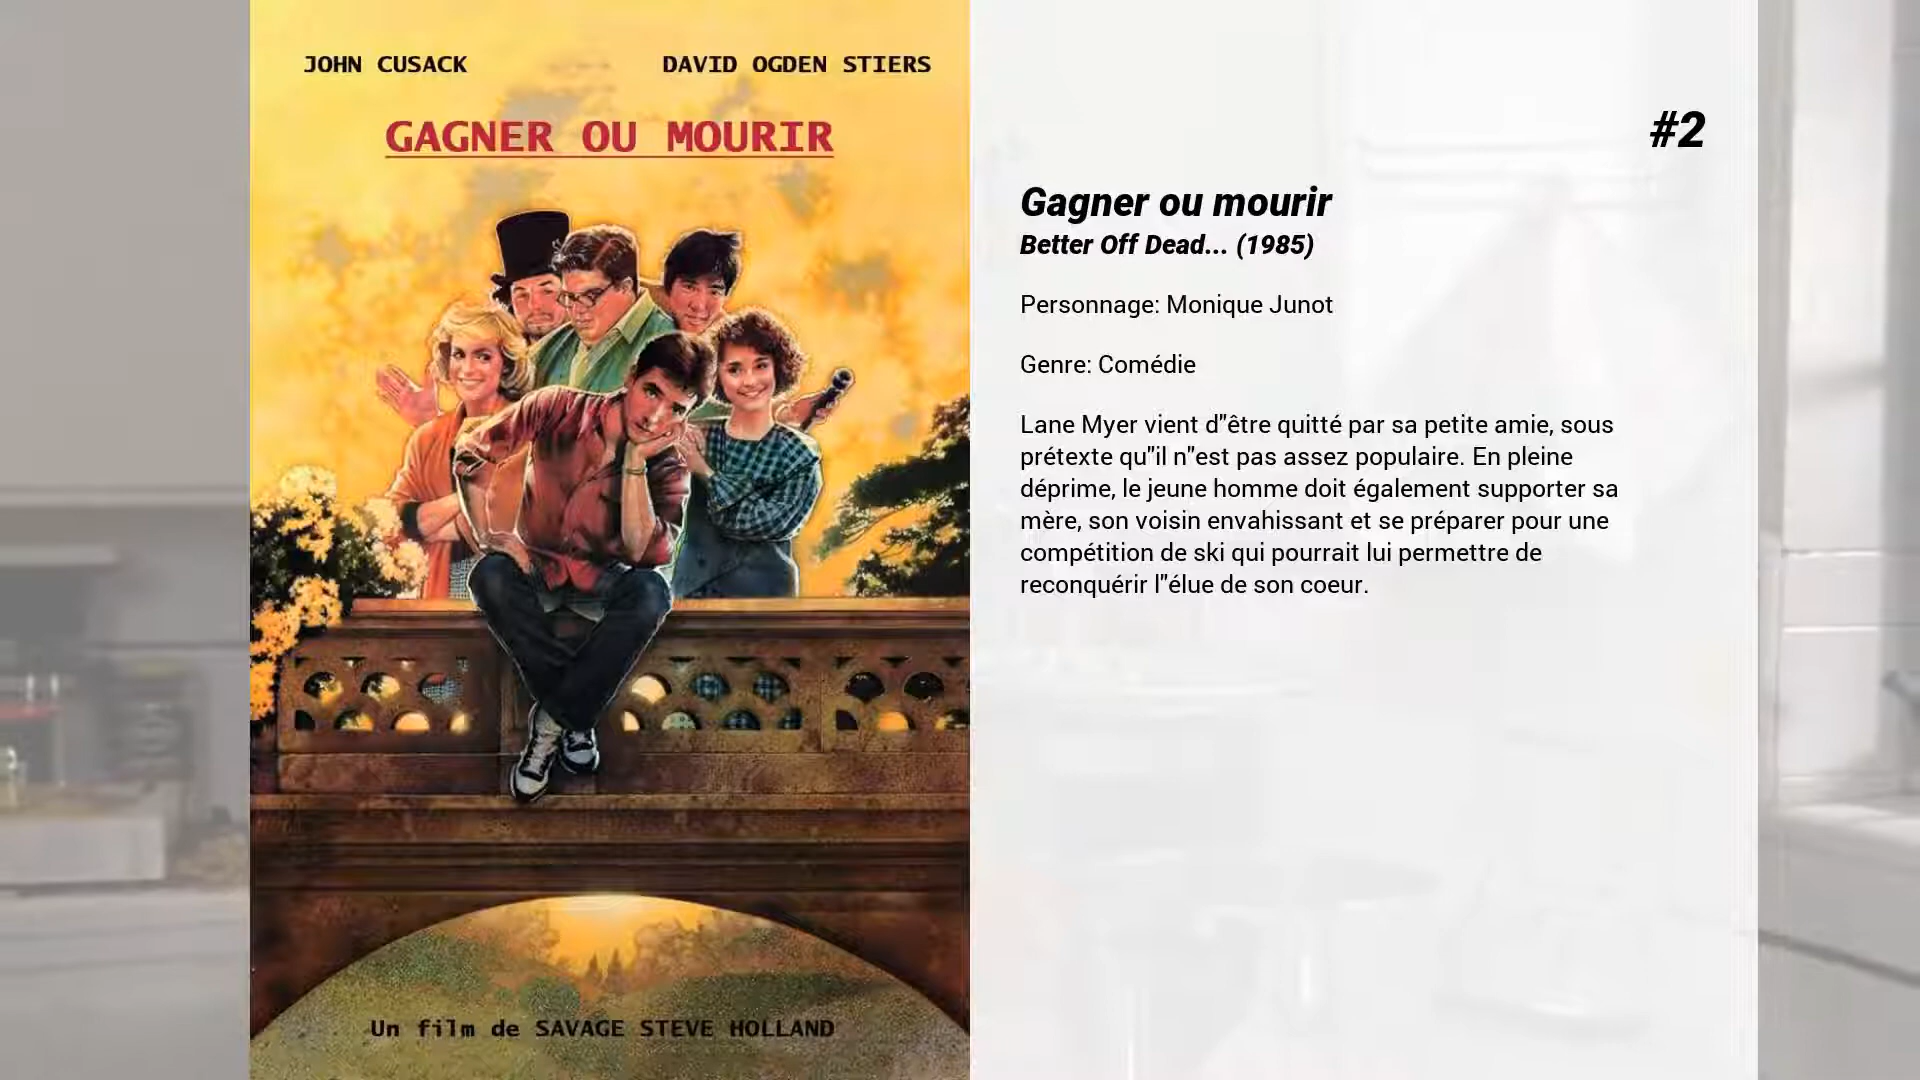 JOHN CUSACK
DAVID OGDEN STIERS
GAGNER OU MOURIR
Un film de SAVAGE STEVE HOLLAND
#2
Gagner ou mourir
Better Off Dead... (1985)
Personnage: Monique Junot
Genre: Comédie
Lane Myer vient d"être quitté par sa petite amie, sous
prétexte qu"il n"est pas assez populaire. En pleine
déprime, le jeune homme doit également supporter sa
mère, son voisin envahissant et se préparer pour une
compétition de ski qui pourrait lui permettre de
reconquérir l"élue de son coeur.